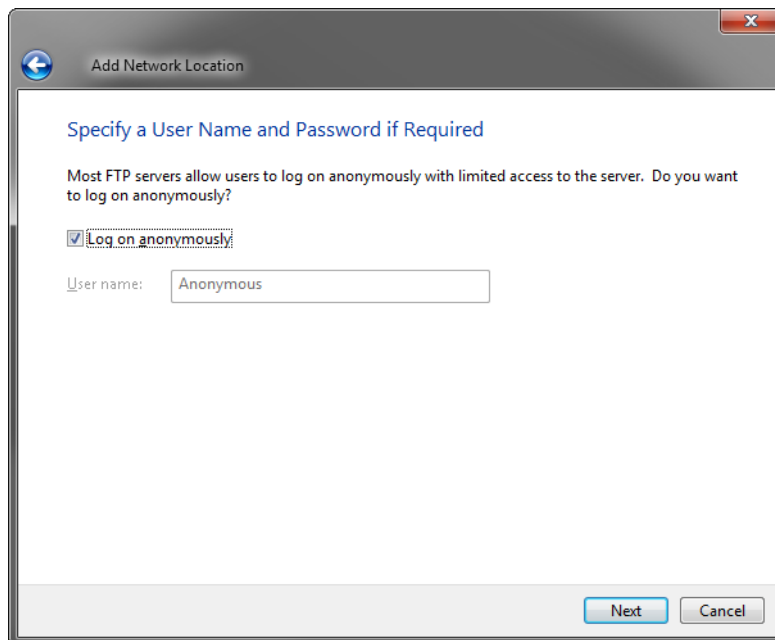 Add Network Location
Specify a User Name and Password if Required
Most FTP servers allow users to log on anonymously with limited access to the server.  Do you want
to log on anonymously?
Log on anonymously
User name: Anonymous
Next Cancel